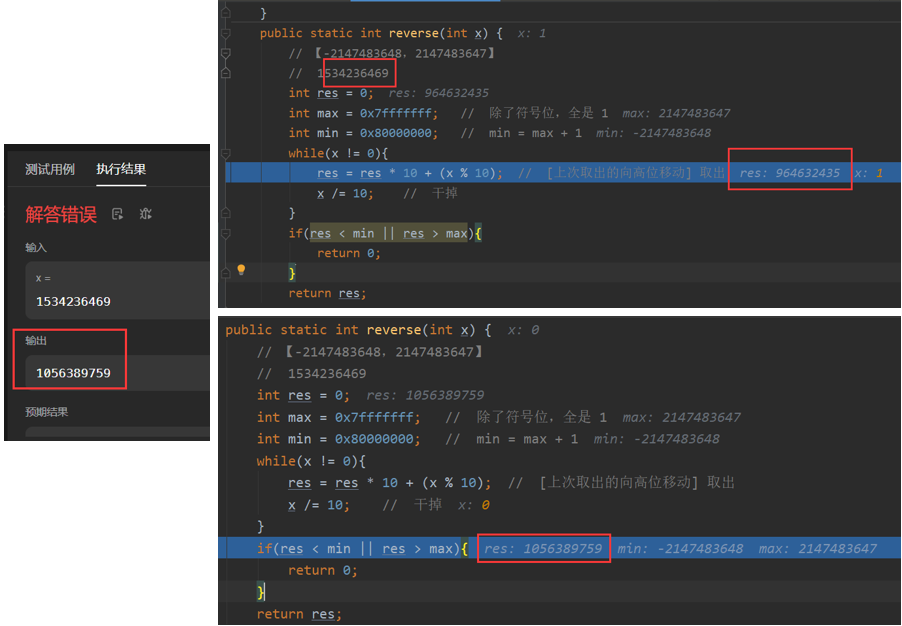 测试用例 执行结果
解答错误
输入
x =
1534236469
输出
1056389759
预期结果
}
public static int reverse(int x) { x: 1
// 【-2147483648，2147483647】
// 1534236469
int res = 0; res: 964632435
int max = 0x7fffffff; // 除了符号位，全是 1 max: 2147483647
int min = 0x80000000; // min = max + 1 min: -2147483648
while(x != 0){
res = res * 10 + (x % 10); // [上次取出的向高位移动] 取出 res: 964632435 x: 1
x /= 10; // 干掉
}
if(res < min || res > max){
return 0;
}
return res;
public static int reverse(int x) { x: 0
// 【-2147483648，2147483647】
// 1534236469
int res = 0; res: 1056389759
int max = 0x7fffffff; // 除了符号位，全是 1 max: 2147483647
int min = 0x80000000; // min = max + 1 min: -2147483648
while(x != 0){
res = res * 10 + (x % 10); // [上次取出的向高位移动] 取出
x /= 10; // 干掉 x: 0
}
if(res < min || res > max){ res: 1056389759 min: -2147483648 max: 2147483647
return 0;
}
return res;